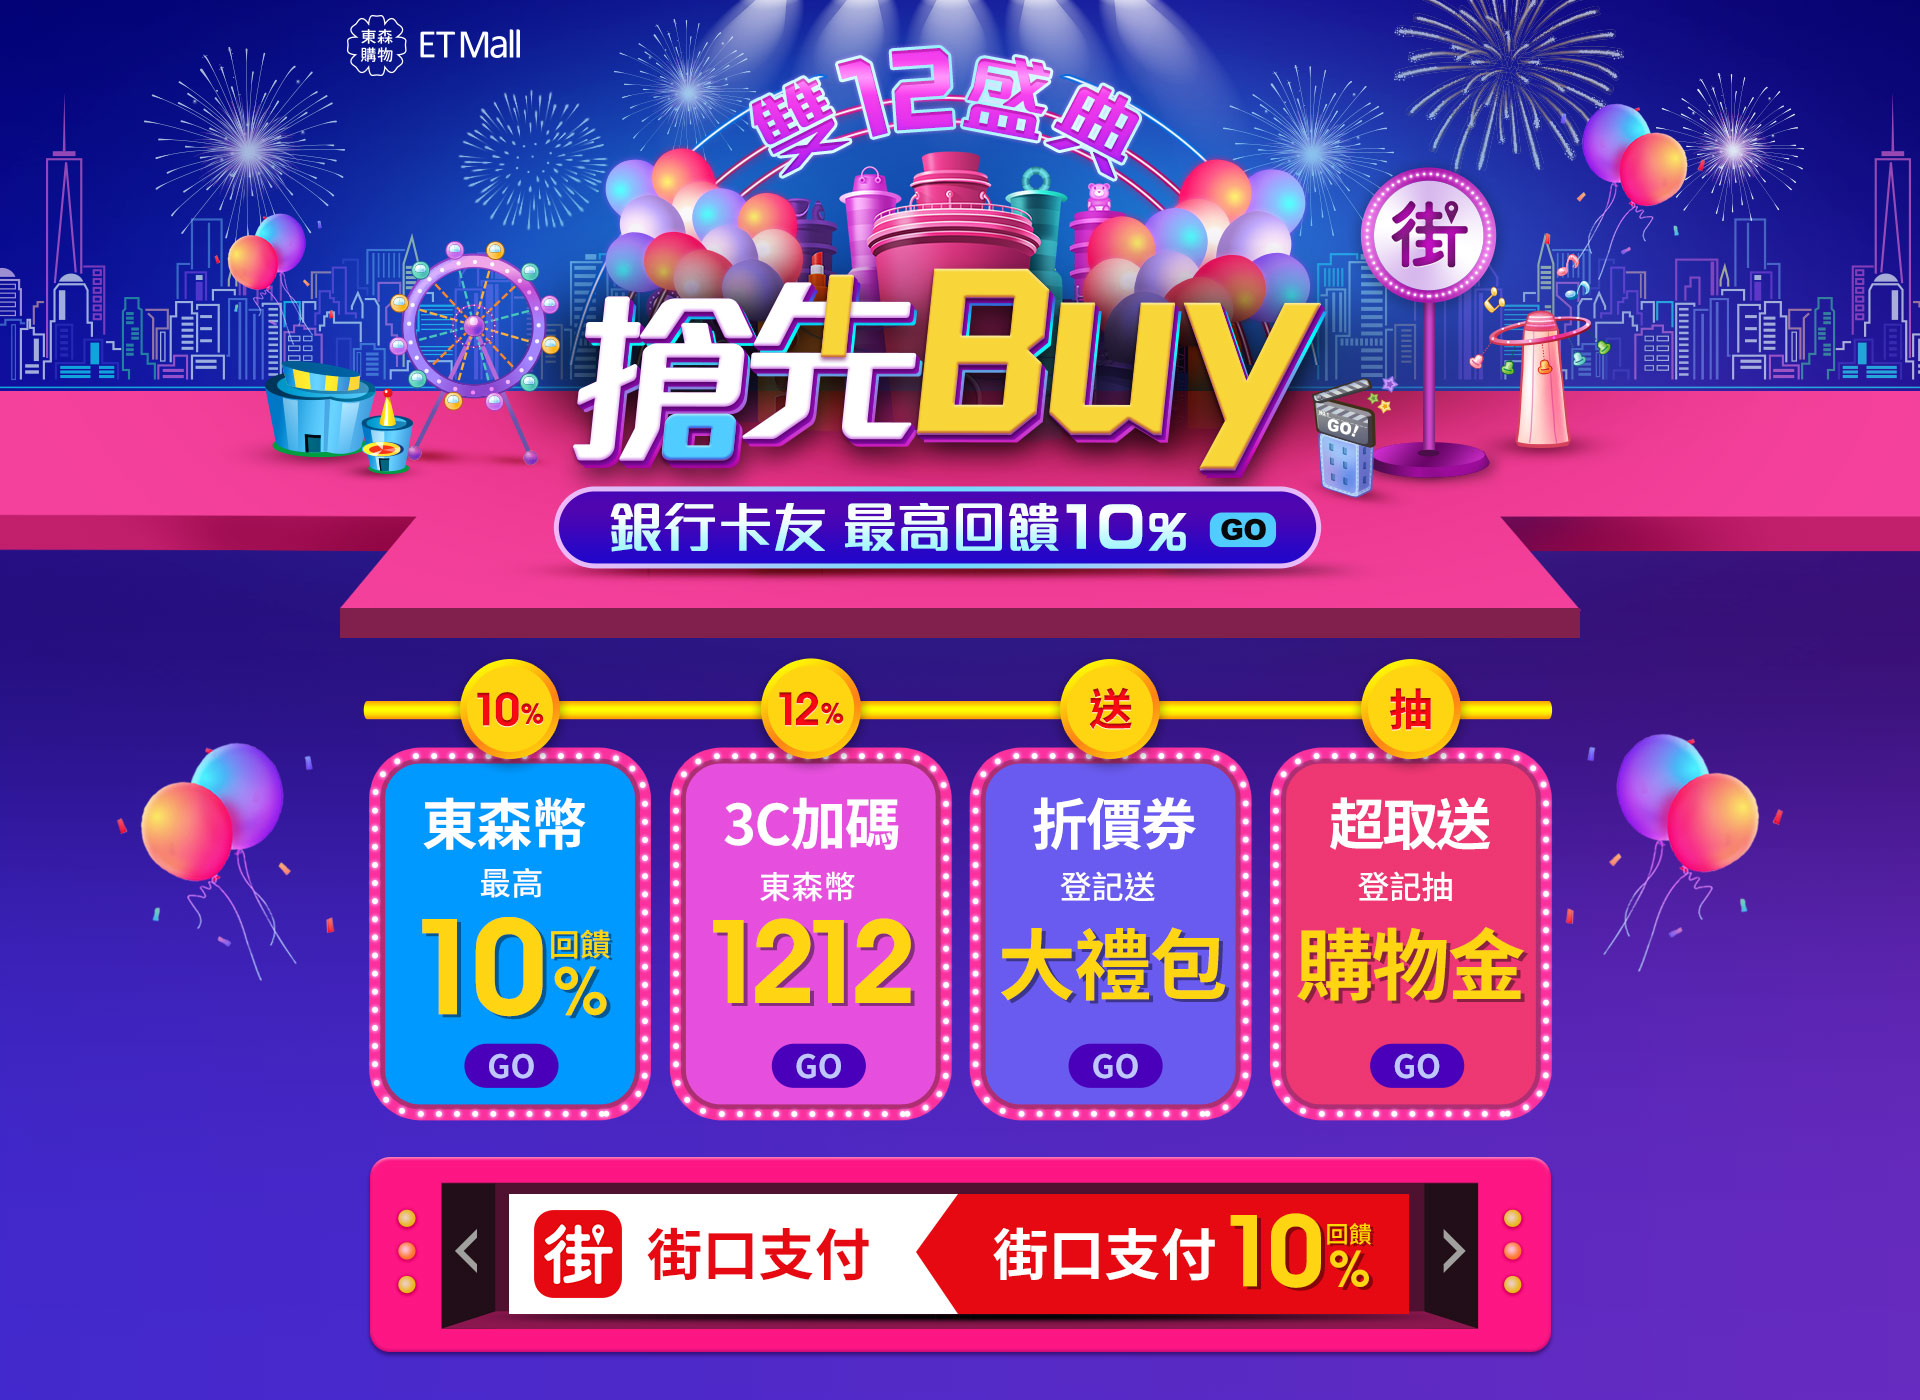 東森
購物
ETMall
雙12盛典
街
搶先Buy
GO!
銀行卡友 最高回饋10% GO
10%
12%
送
抽
東森幣
最高
10%回饋
GO
3C加碼
東森幣
1212
GO
折價券
登記送
大禮包
GO
超取送
登記抽
購物金
GO
街 街口支付
街口支付10%回饋